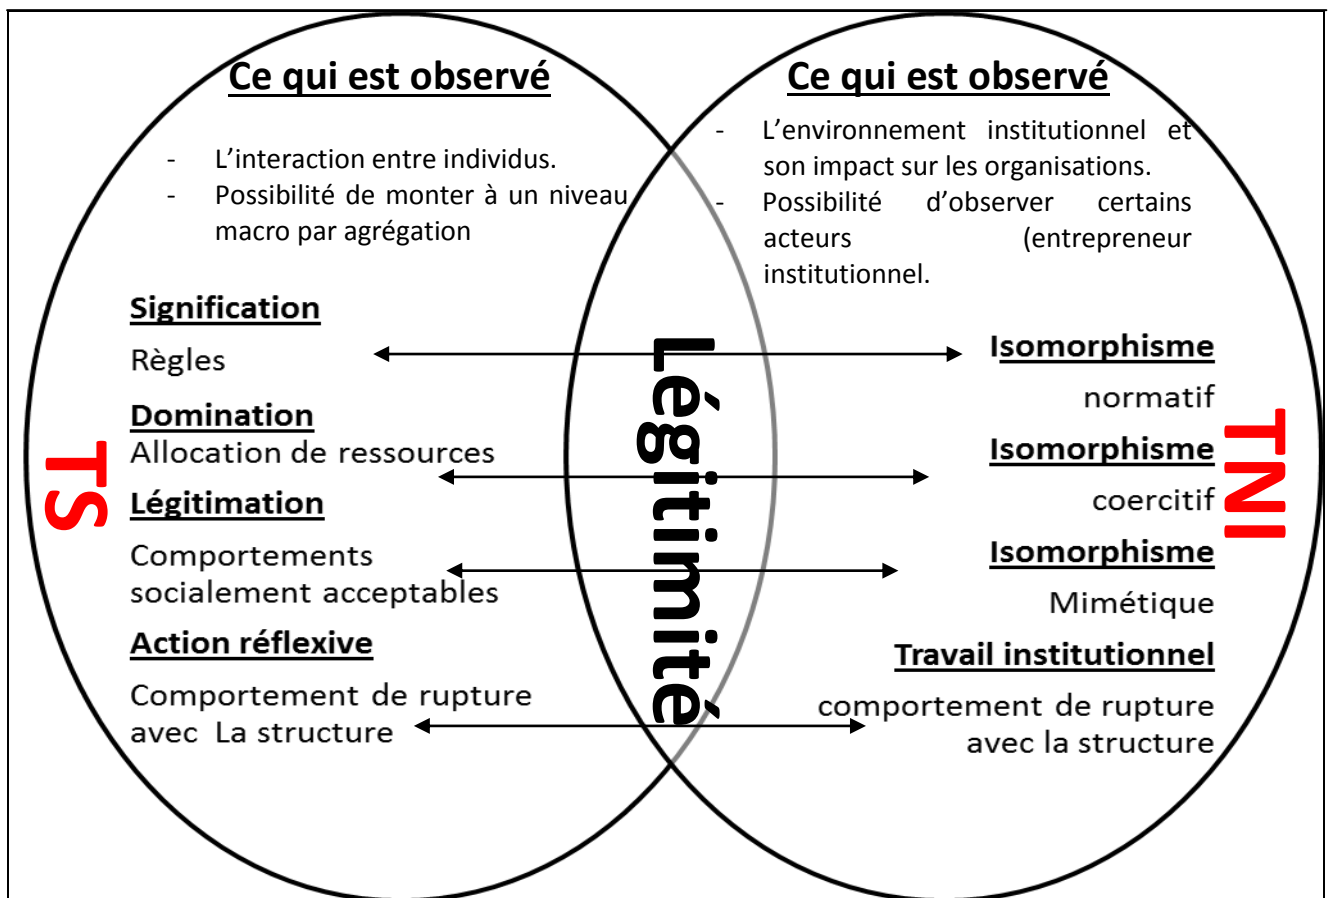 Ce qui est observé
- L'interaction entre individus.
- Possibilité de monter à un niveau
macro par agrégation
Signification
Règles
Domination
Allocation de ressources
Légitimation
Comportements
socialement acceptables
Action réflexive
Comportement de rupture
avec La structure
TS
Légitimité
Ce qui est observé
- L'environnement institutionnel et
son impact sur les organisations.
- Possibilité d'observer certains
acteurs (entrepreneur
institutionnel.
Isomorphisme
normatif
Isomorphisme
coercitif
Isomorphisme
Mimétique
Travail institutionnel
comportement de rupture
avec la structure
TNI